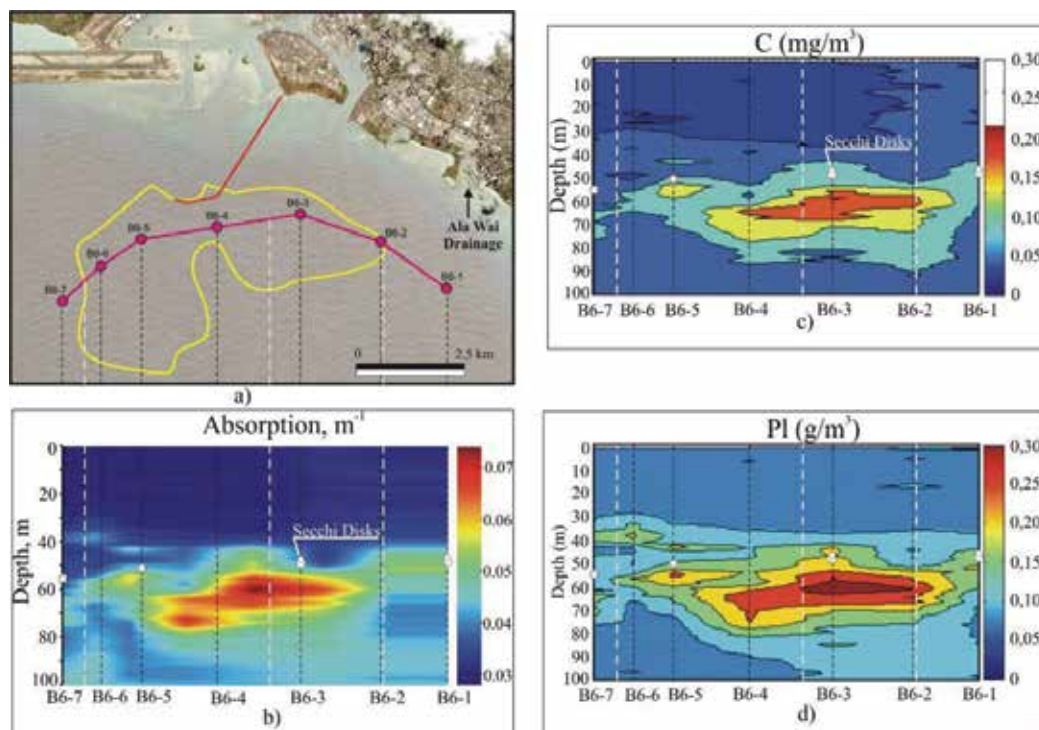 B6-7
B6-6
B6-5
B6-4
B6-3
B6-2
B6-1
Ala Wai
Drainage
0
2,5 km
a)
C (mg/m³)
0
10
20
30
40
50
60
70
80
90
100
Depth (m)
Secchi Disks
0,30
0,25
0,20
0,15
0,10
0,05
0
B6-7 B6-6 B6-5 B6-4 B6-3 B6-2 B6-1
c)
Absorption, m⁻¹
0
20
40
60
80
100
Depth, m
Secchi Disks
0.07
0.06
0.05
0.04
0.03
B6-7 B6-6 B6-5 B6-4 B6-3 B6-2 B6-1
b)
Pl (g/m³)
0
10
20
30
40
50
60
70
80
90
100
Depth (m)
Secchi Disks
0,30
0,25
0,20
0,15
0,10
0,05
0
B6-7 B6-6 B6-5 B6-4 B6-3 B6-2 B6-1
d)